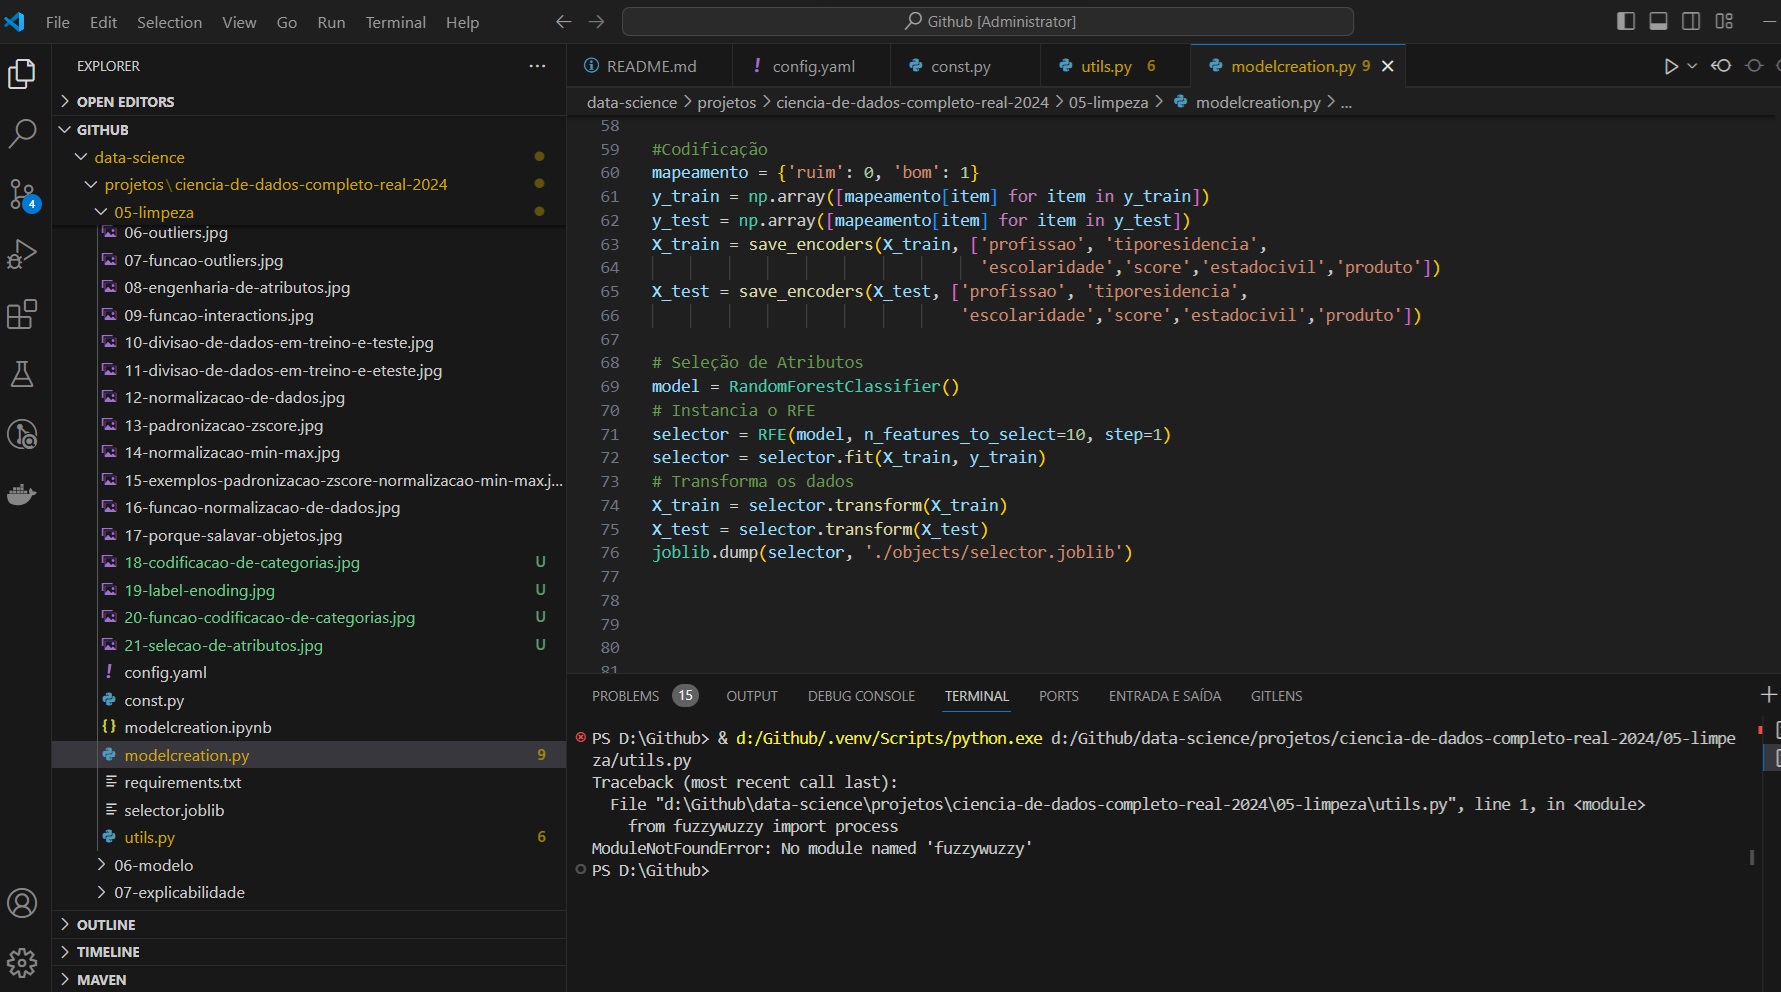 File Edit Selection View Go Run Terminal Help
Github [Administrator]
EXPLORER
OPEN EDITORS
GITHUB
data-science
projetos\ciencia-de-dados-completo-real-2024
05-limpeza
06-outliers.jpg
07-funcao-outliers.jpg
08-engenharia-de-atributos.jpg
09-funcao-interactions.jpg
10-divisao-de-dados-em-treino-e-teste.jpg
11-divisao-de-dados-em-treino-e-eteste.jpg
12-normalizacao-de-dados.jpg
13-padronizacao-zscore.jpg
14-normalizacao-min-max.jpg
15-exemplos-padronizacao-zscore-normalizacao-min-max.j...
16-funcao-normalizacao-de-dados.jpg
17-porque-salavar-objetos.jpg
18-codificacao-de-categorias.jpg U
19-label-enoding.jpg U
20-funcao-codificacao-de-categorias.jpg U
21-selecao-de-atributos.jpg U
! config.yaml
const.py
{} modelcreation.ipynb
modelcreation.py 9
requirements.txt
selector.joblib
utils.py 6
06-modelo
07-explicabilidade
OUTLINE
TIMELINE
MAVEN
4
README.md ! config.yaml const.py utils.py 6 modelcreation.py 9
data-science > projetos > ciencia-de-dados-completo-real-2024 > 05-limpeza > modelcreation.py > ...
58
59 #Codificação
60 mapeamento = {'ruim': 0, 'bom': 1}
61 y_train = np.array([mapeamento[item] for item in y_train])
62 y_test = np.array([mapeamento[item] for item in y_test])
63 X_train = save_encoders(X_train, ['profissao', 'tiporesidencia',
64 'escolaridade','score','estadocivil','produto'])
65 X_test = save_encoders(X_test, ['profissao', 'tiporesidencia',
66 'escolaridade','score','estadocivil','produto'])
67
68 # Seleção de Atributos
69 model = RandomForestClassifier()
70 # Instancia o RFE
71 selector = RFE(model, n_features_to_select=10, step=1)
72 selector = selector.fit(X_train, y_train)
73 # Transforma os dados
74 X_train = selector.transform(X_train)
75 X_test = selector.transform(X_test)
76 joblib.dump(selector, './objects/selector.joblib')
77
78
79
80
81
PROBLEMS 15 OUTPUT DEBUG CONSOLE TERMINAL PORTS ENTRADA E SAÍDA GITLENS
PS D:\Github> & d:/Github/.venv/Scripts/python.exe d:/Github/data-science/projetos/ciencia-de-dados-completo-real-2024/05-limpe
za/utils.py
Traceback (most recent call last):
File "d:\Github\data-science\projetos\ciencia-de-dados-completo-real-2024\05-limpeza\utils.py", line 1, in <module>
from fuzzywuzzy import process
ModuleNotFoundError: No module named 'fuzzywuzzy'
PS D:\Github>